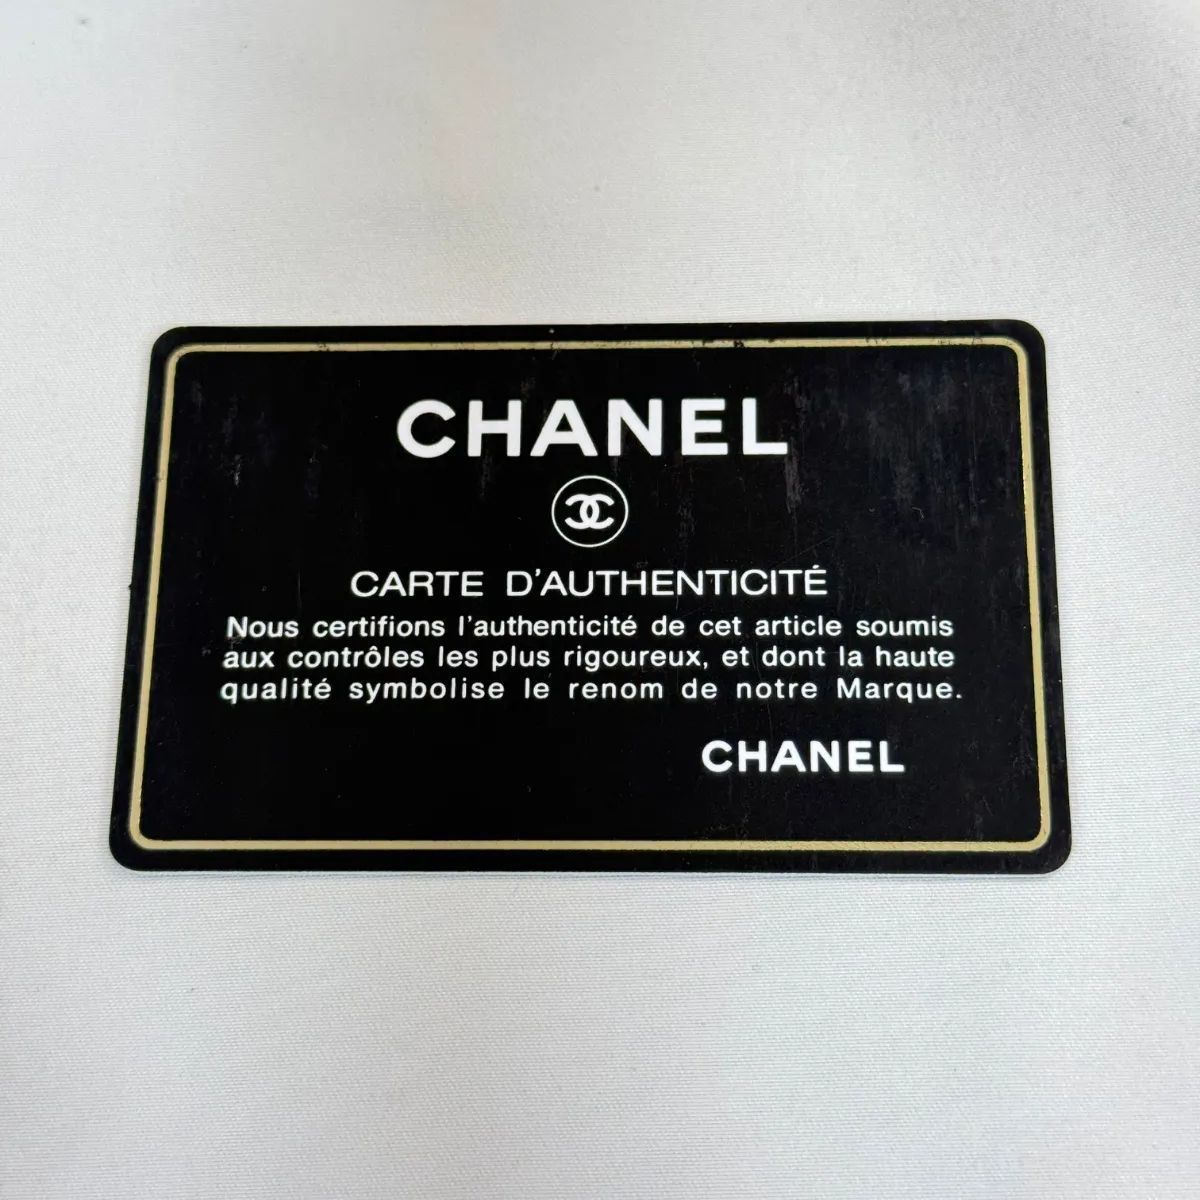 CHANEL
CARTE D'AUTHENTICITÉ
Nous certifions l'authenticité de cet article soumis
aux contrôles les plus rigoureux, et dont la haute
qualité symbolise le renom de notre Marque.
CHANEL